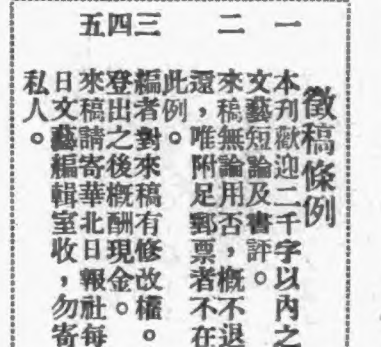 徵稿條例
一 本刊歡迎二千字以內之
文藝短論及書評。
二 來稿無論用否，概不退
還，唯附足郵票者不在
此例。
三 編者對來稿有修改權。
四 登出之後概酬現金。
五 來稿請寄華北日報社每
日文藝編輯室收，勿寄
私人。